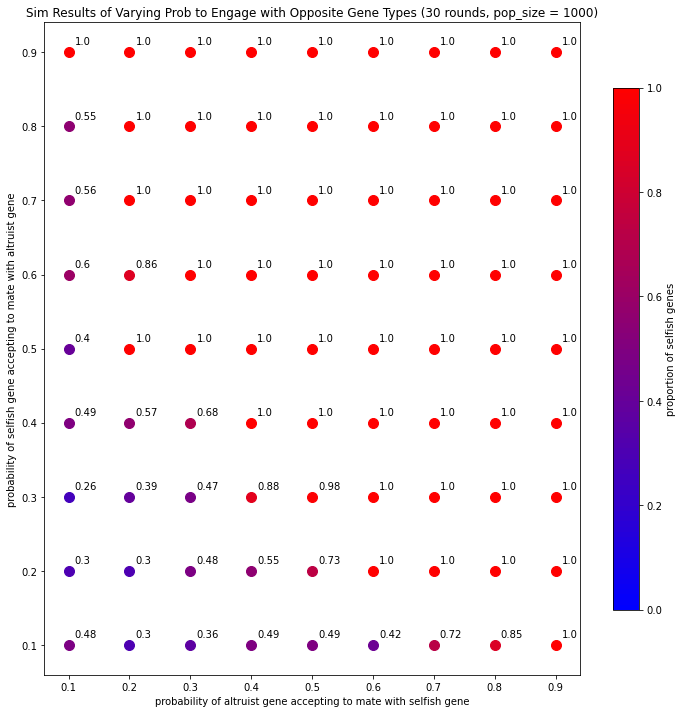 Sim Results of Varying Prob to Engage with Opposite Gene Types (30 rounds, pop_size = 1000)
0.9 1.0 1.0 1.0 1.0 1.0 1.0 1.0 1.0 1.0
0.8 0.55 1.0 1.0 1.0 1.0 1.0 1.0 1.0 1.0
0.7 0.56 1.0 1.0 1.0 1.0 1.0 1.0 1.0 1.0
0.6 0.6 0.86 1.0 1.0 1.0 1.0 1.0 1.0 1.0
0.5 0.4 1.0 1.0 1.0 1.0 1.0 1.0 1.0 1.0
0.4 0.49 0.57 0.68 1.0 1.0 1.0 1.0 1.0 1.0
0.3 0.26 0.39 0.47 0.88 0.98 1.0 1.0 1.0 1.0
0.2 0.3 0.3 0.48 0.55 0.73 1.0 1.0 1.0 1.0
0.1 0.48 0.3 0.36 0.49 0.49 0.42 0.72 0.85 1.0
0.1 0.2 0.3 0.4 0.5 0.6 0.7 0.8 0.9
probability of altruist gene accepting to mate with selfish gene
probability of selfish gene accepting to mate with altruist gene
1.0
0.8
0.6
0.4
0.2
0.0
proportion of selfish genes